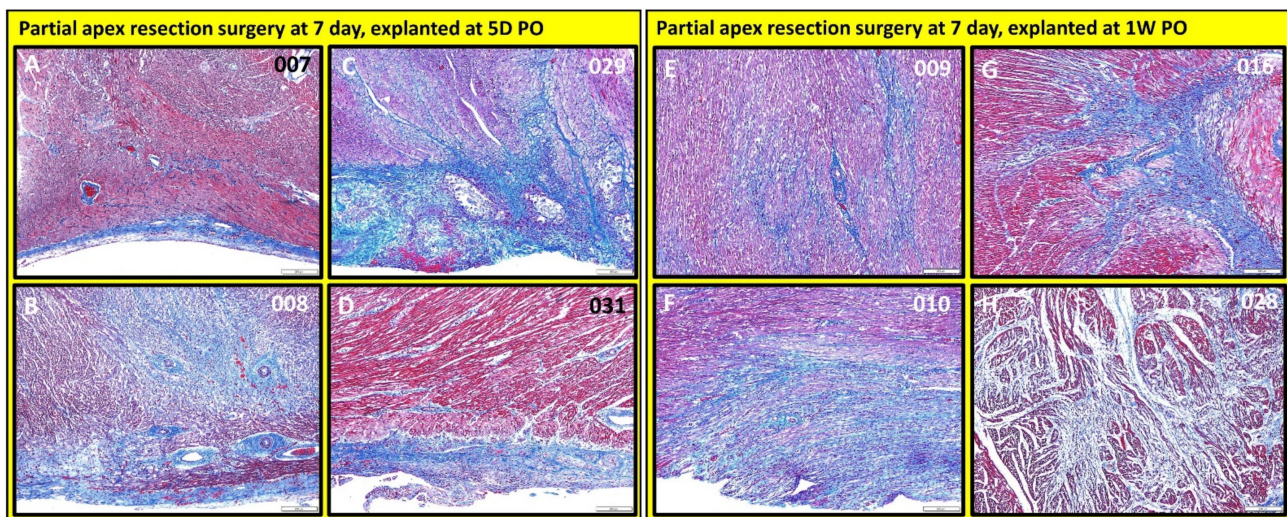 Partial apex resection surgery at 7 day, explanted at 5D PO
A 007
C 029
B 008
D 031
Partial apex resection surgery at 7 day, explanted at 1W PO
E 009
G 016
F 010
H 028